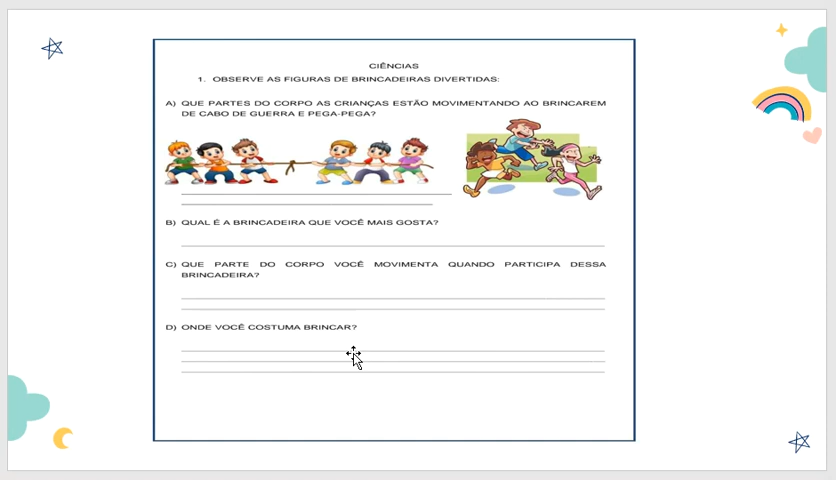 CIÊNCIAS
1. OBSERVE AS FIGURAS DE BRINCADEIRAS DIVERTIDAS:
A) QUE PARTES DO CORPO AS CRIANÇAS ESTÃO MOVIMENTANDO AO BRINCAREM
DE CABO DE GUERRA E PEGA-PEGA?
B) QUAL É A BRINCADEIRA QUE VOCÊ MAIS GOSTA?
C) QUE PARTE DO CORPO VOCÊ MOVIMENTA QUANDO PARTICIPA DESSA
BRINCADEIRA?
D) ONDE VOCÊ COSTUMA BRINCAR?